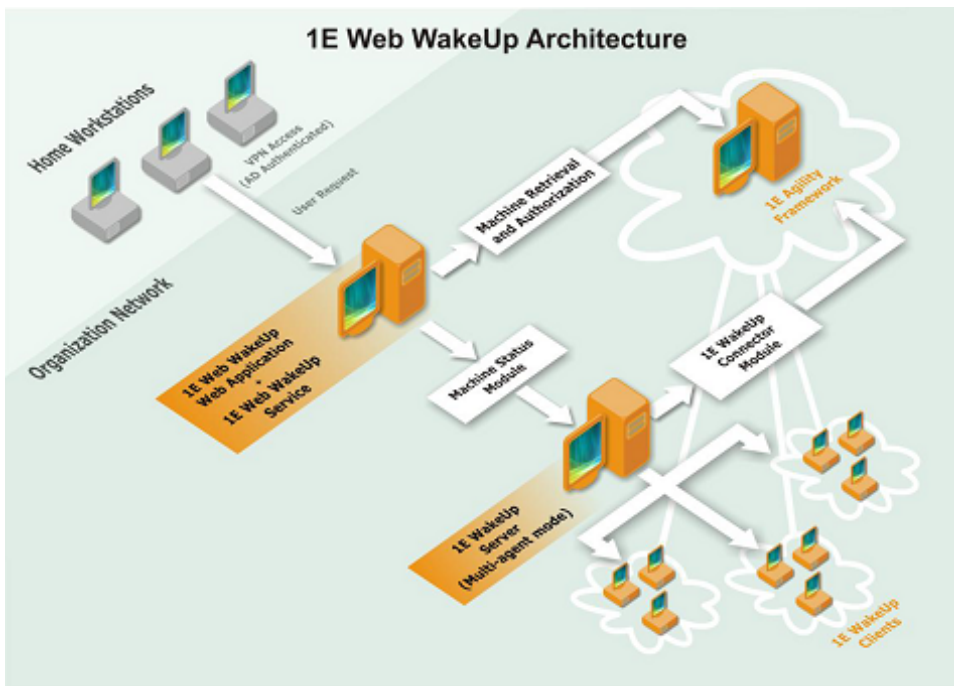 1E Web WakeUp Architecture
Home Workstations
VPN Access
(AD Authenticated)
User Request
Organization Network
Machine Retrieval
and Authorization
1E Agility
Framework
1E Web WakeUp
Web Application
+
1E Web WakeUp
Service
Machine Status
Module
1E WakeUp
Connector
Module
1E WakeUp
Server
(Multi-agent mode)
1E WakeUp
Clients